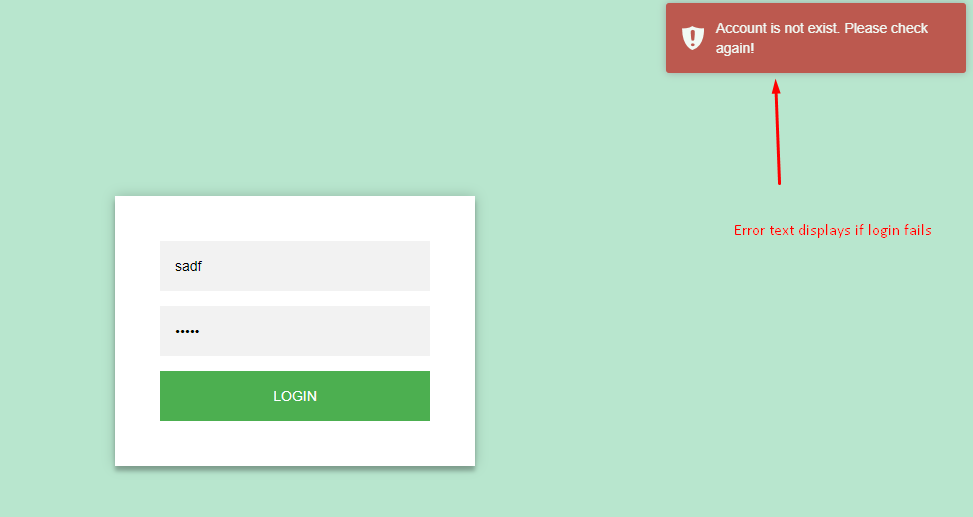 Account is not exist. Please check
again!
Error text displays if login fails
sadf
•••••
LOGIN